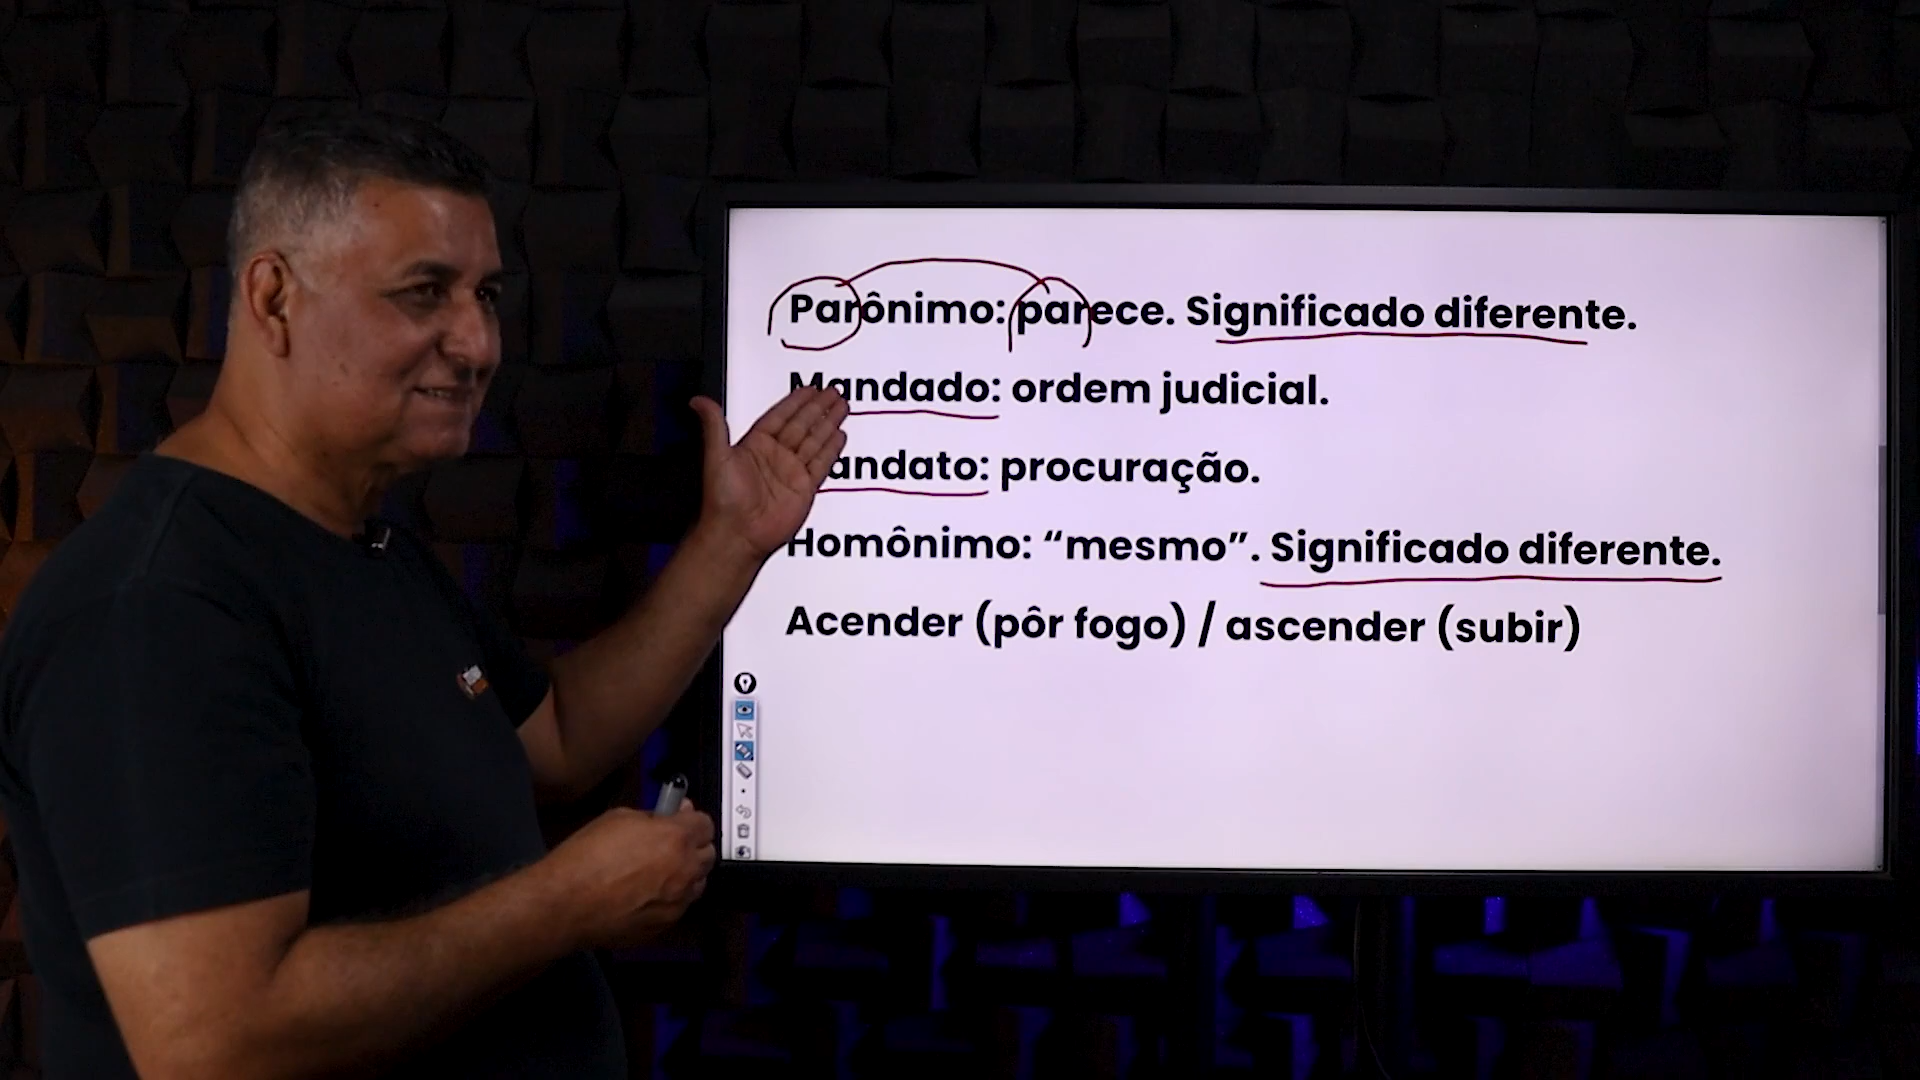 Parônimo: parece. Significado diferente.
Mandado: ordem judicial.
andato: procuração.
Homônimo: “mesmo”. Significado diferente.
Acender (pôr fogo) / ascender (subir)